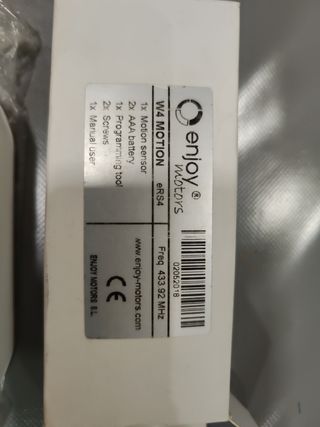 enjoy®
motors
02052018
W4 MOTION eRS4 Freq. 433.92 MHz
1x Motion sensor
2x AAA battery
1x Programming tool
2x Screws
1x Manual user
www.enjoy-motors.com
CE
ENJOY MOTORS S.L.